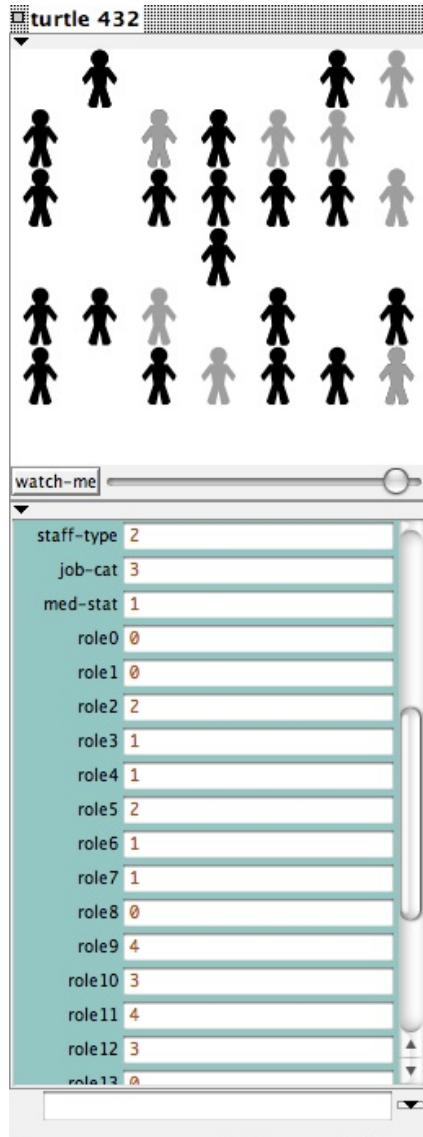 turtle 432
watch-me
staff-type 2
job-cat 3
med-stat 1
role0 0
role1 0
role2 2
role3 1
role4 1
role5 2
role6 1
role7 1
role8 0
role9 4
role10 3
role11 4
role12 3
role13 0